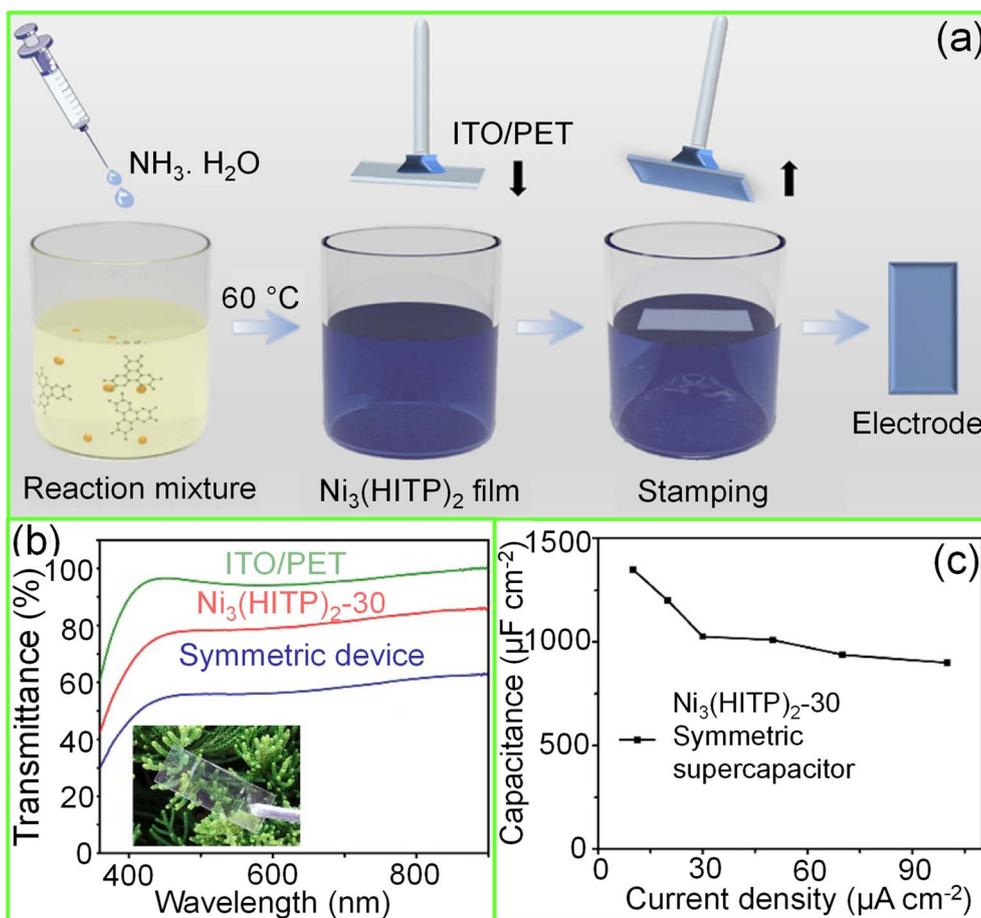 (a)
ITO/PET
NH₃. H₂O
60 °C
Electrode
Reaction mixture
Ni₃(HITP)₂ film
Stamping
(b)
Transmittance (%)
100
80
60
40
20
0
ITO/PET
Ni₃(HITP)₂-30
Symmetric device
400
600
800
Wavelength (nm)
(c)
Capacitance (µF cm⁻²)
1500
1000
500
0
Ni₃(HITP)₂-30
Symmetric
supercapacitor
0
30
60
90
Current density (µA cm⁻²)